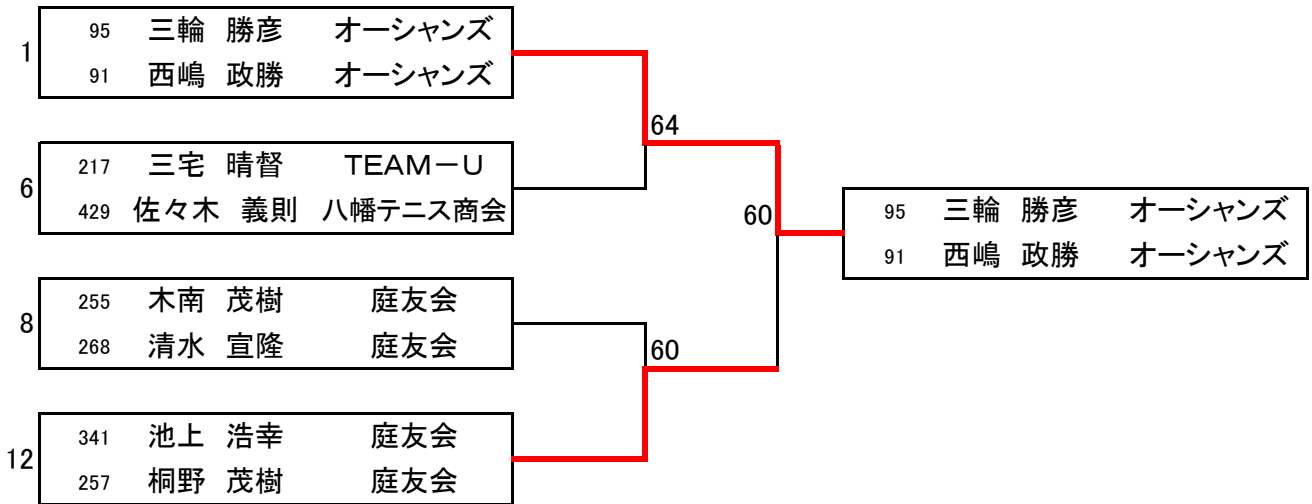 1
95 三輪 勝彦 オーシャンズ
91 西嶋 政勝 オーシャンズ
64
6
217 三宅 晴督 TEAM－U
429 佐々木 義則 八幡テニス商会
60
95 三輪 勝彦 オーシャンズ
91 西嶋 政勝 オーシャンズ
8
255 木南 茂樹 庭友会
268 清水 宣隆 庭友会
60
12
341 池上 浩幸 庭友会
257 桐野 茂樹 庭友会